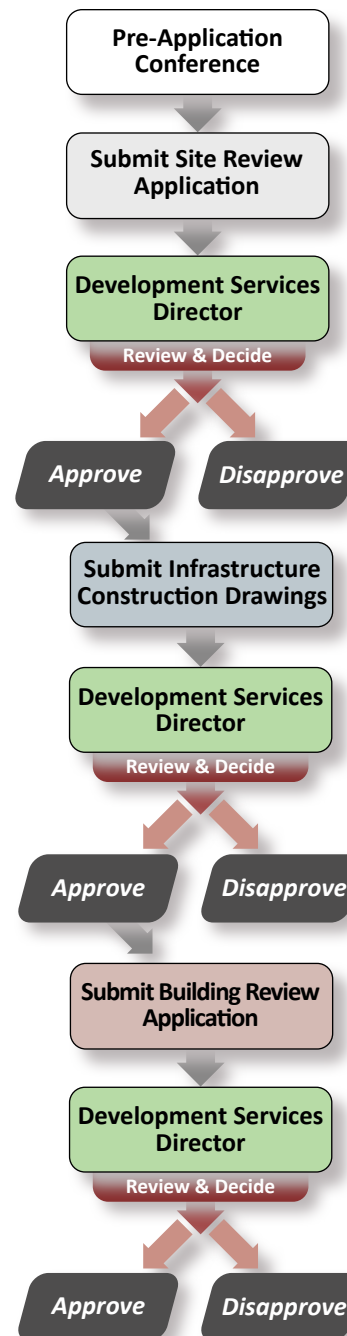 Pre-Application
Conference
Submit Site Review
Application
Development Services
Director
Review & Decide
Approve
Disapprove
Submit Infrastructure
Construction Drawings
Development Services
Director
Review & Decide
Approve
Disapprove
Submit Building Review
Application
Development Services
Director
Review & Decide
Approve
Disapprove